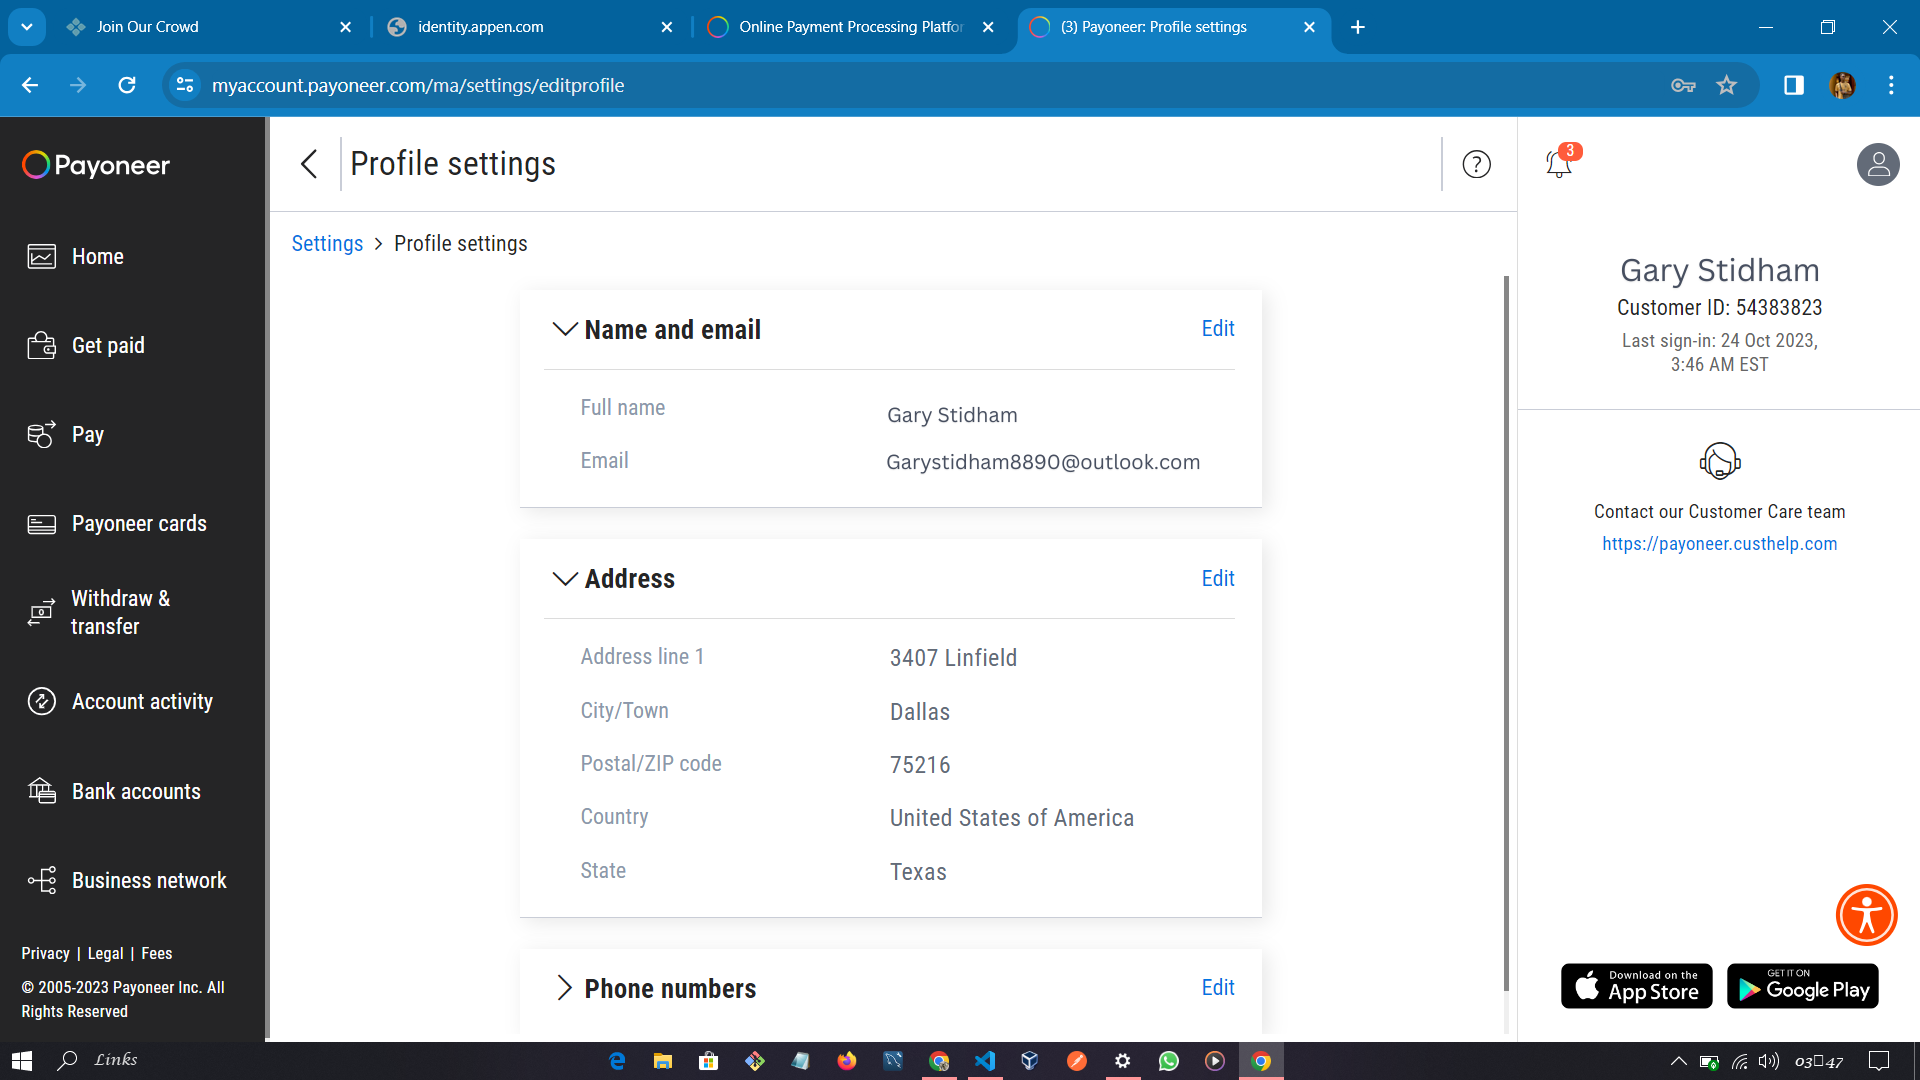 Join Our Crowd
identity.appen.com
Online Payment Processing Platfor
(3) Payoneer: Profile settings
myaccount.payoneer.com/ma/settings/editprofile
Payoneer
Home
Get paid
Pay
Payoneer cards
Withdraw &
transfer
Account activity
Bank accounts
Business network
Privacy | Legal | Fees
© 2005-2023 Payoneer Inc. All
Rights Reserved
Profile settings
?
Settings > Profile settings
Name and email
Edit
Full name
Gary Stidham
Email
Garystidham8890@outlook.com
Address
Edit
Address line 1
3407 Linfield
City/Town
Dallas
Postal/ZIP code
75216
Country
United States of America
State
Texas
Phone numbers
Edit
3
Gary Stidham
Customer ID: 54383823
Last sign-in: 24 Oct 2023,
3:46 AM EST
Contact our Customer Care team
https://payoneer.custhelp.com
Download on the
App Store
GET IT ON
Google Play
Links
03▯47